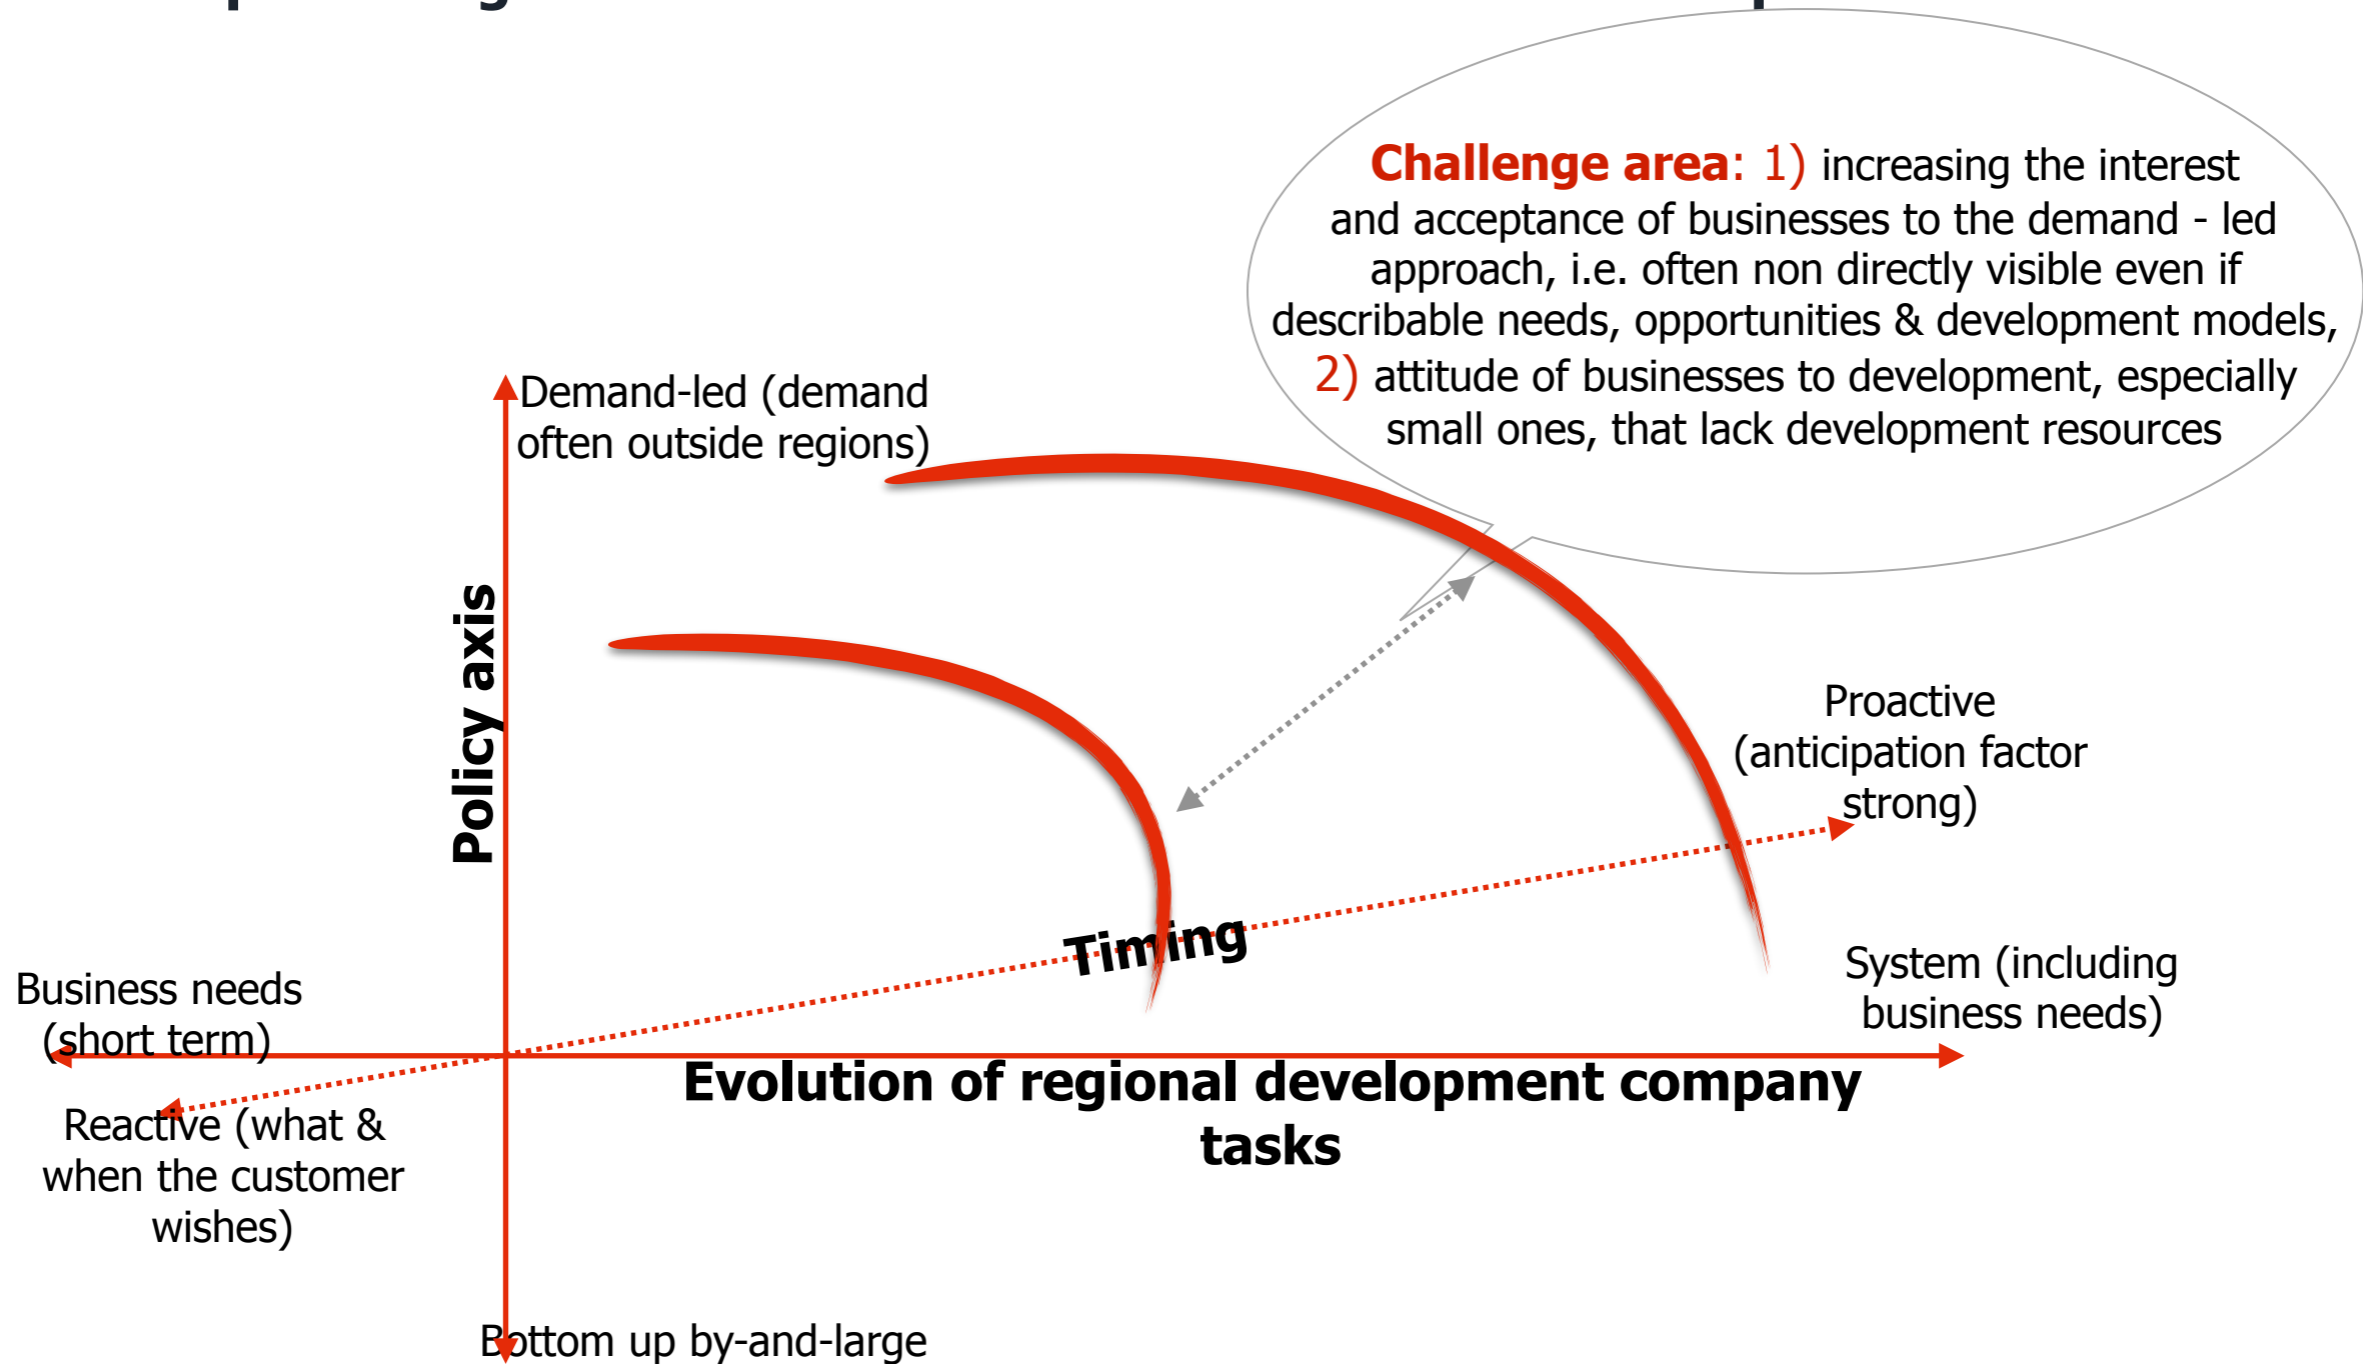 Challenge area: 1) increasing the interest
and acceptance of businesses to the demand - led
approach, i.e. often non directly visible even if
describable needs, opportunities & development models,
2) attitude of businesses to development, especially
small ones, that lack development resources
Demand-led (demand
often outside regions)
Policy axis
Proactive
(anticipation factor
strong)
Timing
System (including
business needs)
Business needs
(short term)
Evolution of regional development company
tasks
Reactive (what &
when the customer
wishes)
Bottom up by-and-large